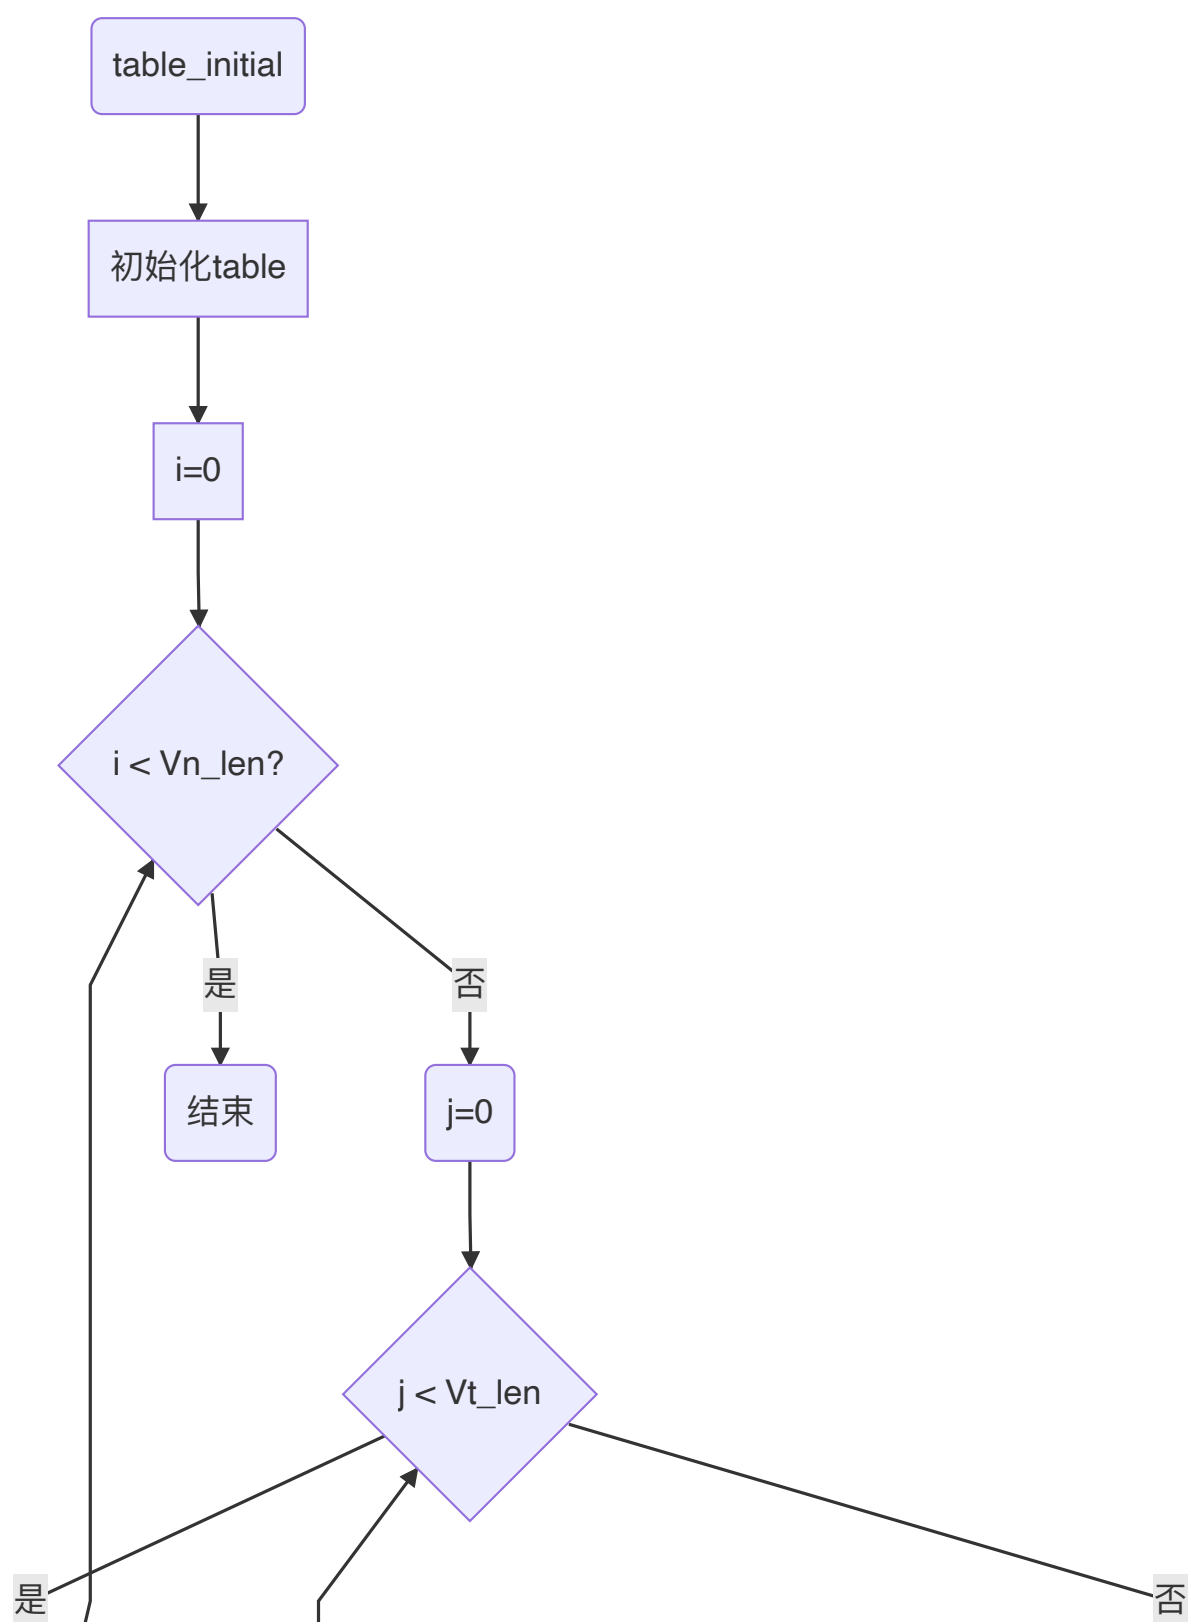 table_initial
初始化table
i=0
i < Vn_len?
是
否
结束
j=0
j < Vt_len
是
否